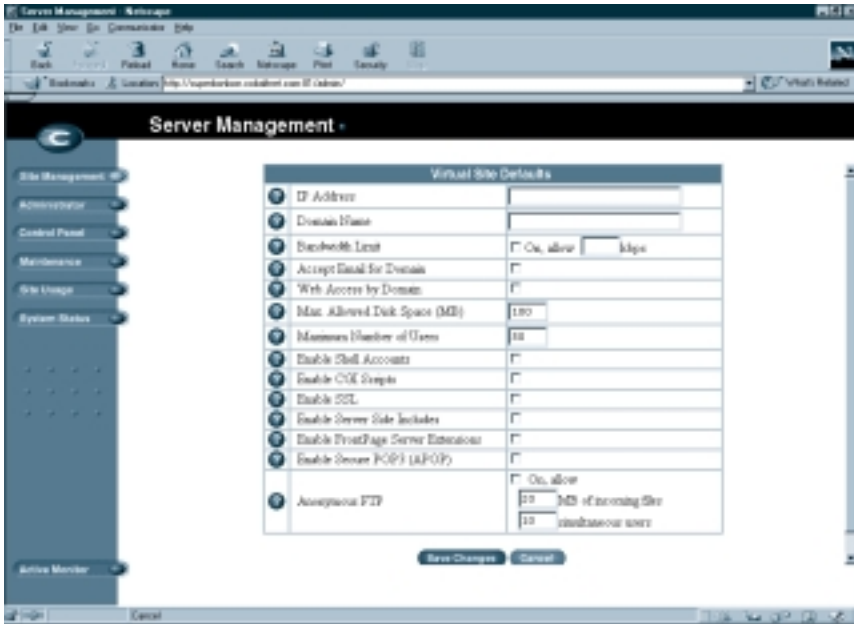 Server Management - Netscape
File Edit View Go Communicator Help
Back Reload Home Search Netscape Print Security
Bookmarks Location What's Related
Server Management
Site Management
Administrator
Control Panel
Maintenance
Site Usage
System Status
Active Monitor
Virtual Site Defaults
IP Address
Domain Name
Bandwidth Limit On, allow kbps
Accept Email for Domain
Web Access by Domain
Max. Allowed Disk Space (MB) 100
Maximum Number of Users 50
Enable Shell Accounts
Enable CGI Scripts
Enable SSL
Enable Server Side Includes
Enable FrontPage Server Extensions
Enable Secure POP3 (APOP)
Anonymous FTP On, allow
20 MB of incoming files
10 simultaneous users
Save Changes Cancel
Cancel